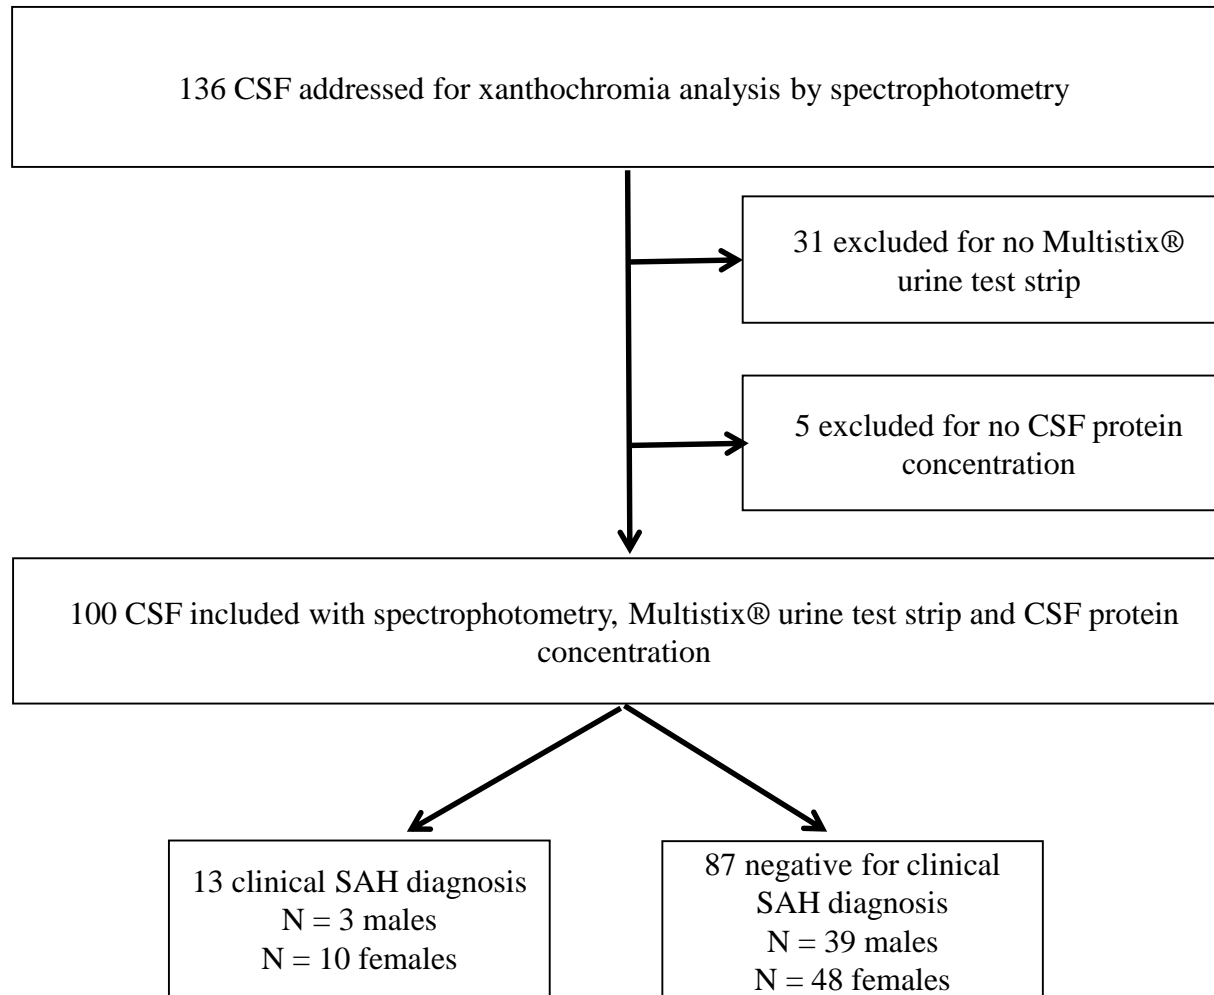 136 CSF addressed for xanthochromia analysis by spectrophotometry
31 excluded for no Multistix®
urine test strip
5 excluded for no CSF protein
concentration
100 CSF included with spectrophotometry, Multistix® urine test strip and CSF protein
concentration
13 clinical SAH diagnosis
N = 3 males
N = 10 females
87 negative for clinical
SAH diagnosis
N = 39 males
N = 48 females